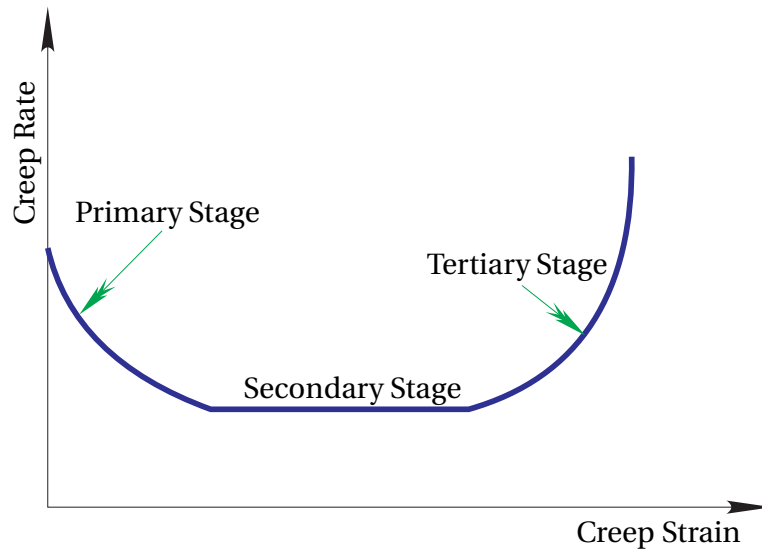 Creep Rate
Primary Stage
Tertiary Stage
Secondary Stage
Creep Strain